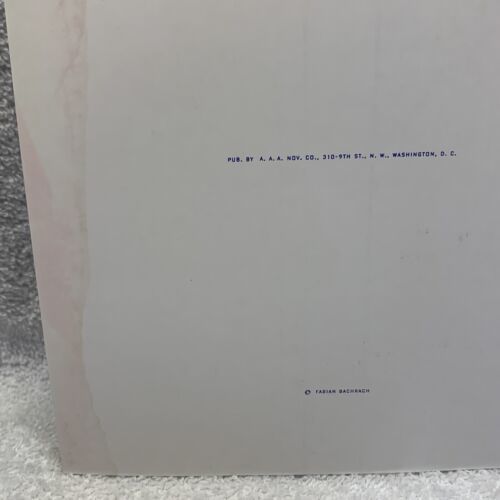 PUB. BY A. A. A. NOV. CO., 310-9TH ST., N. W., WASHINGTON, D. C.
© FABIAN BACHRACH